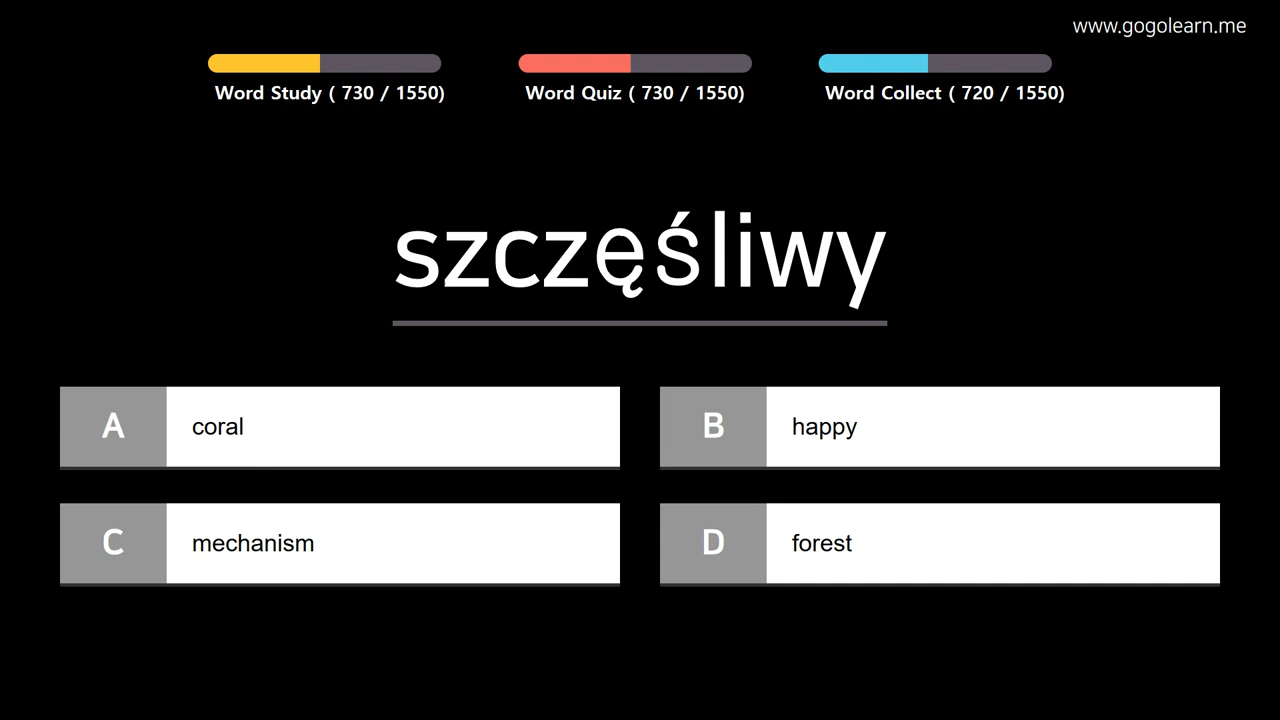 www.gogolearn.me
Word Study ( 730 / 1550)
Word Quiz ( 730 / 1550)
Word Collect ( 720 / 1550)
szczęśliwy
A coral
B happy
C mechanism
D forest